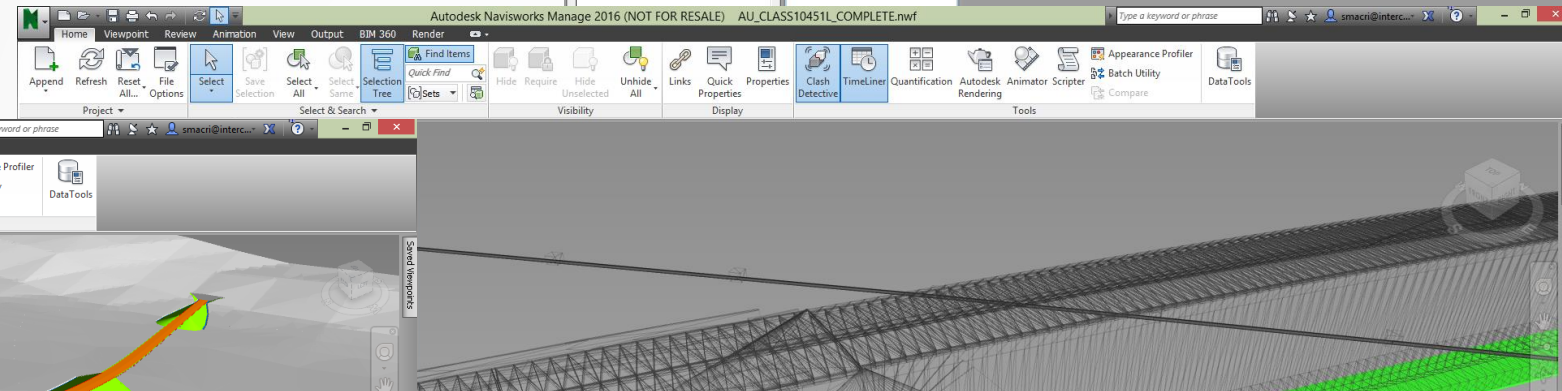 Autodesk Navisworks Manage 2016 (NOT FOR RESALE) AU_CLASS10451L_COMPLETE.nwf
Type a keyword or phrase
smacri@interc...
Home Viewpoint Review Animation View Output BIM 360 Render
Append
Refresh
Reset All...
File Options
Project
Select
Save Selection
Select All
Select Same
Selection Tree
Find Items
Quick Find
Sets
Select & Search
Hide
Require
Hide Unselected
Unhide All
Visibility
Links
Quick Properties
Properties
Display
Clash Detective
TimeLiner
Quantification
Autodesk Rendering
Animator
Scripter
Appearance Profiler
Batch Utility
Compare
Tools
DataTools
word or phrase
smacri@interc...
Profiler
DataTools
Saved Viewpoints
TOP